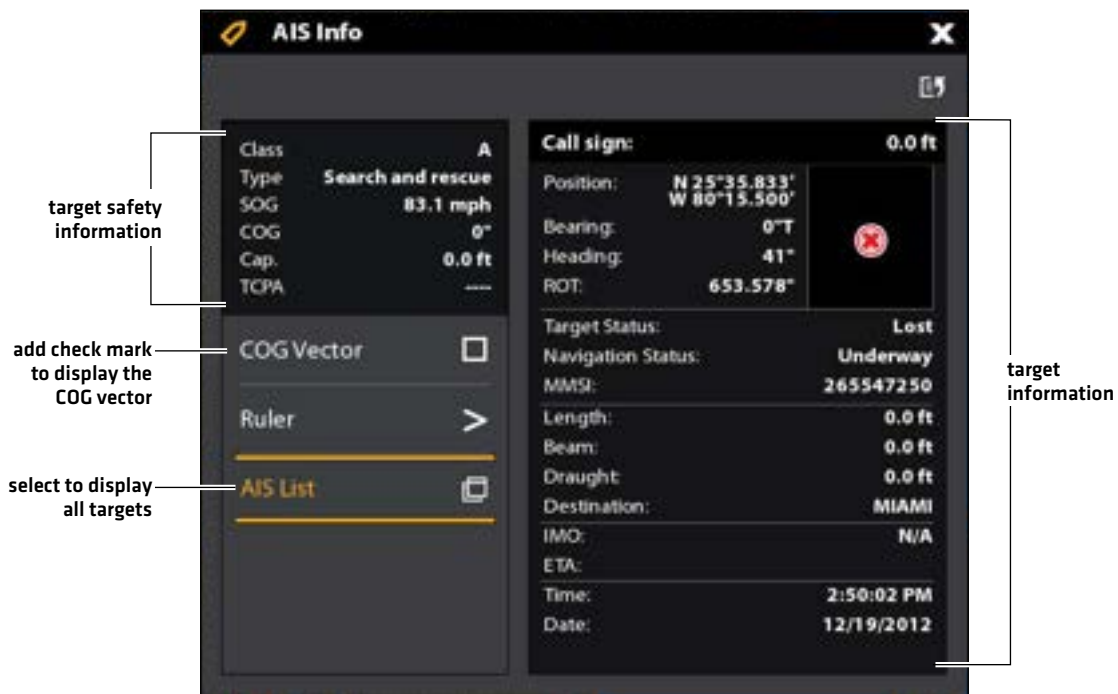 AIS Info
target safety
information
Class A
Type Search and rescue
SOG 83.1 mph
COG 0°
Cap. 0.0 ft
TCPA ----
add check mark
to display the
COG vector
COG Vector
Ruler >
select to display
all targets
AIS List
Call sign: 0.0 ft
Position: N 25°35.833'
W 80°15.500'
Bearing: 0°T
Heading: 41°
ROT: 653.578°
Target Status: Lost
Navigation Status: Underway
MMSI: 265547250
Length: 0.0 ft
Beam: 0.0 ft
Draught: 0.0 ft
Destination: MIAMI
IMO: N/A
ETA:
Time: 2:50:02 PM
Date: 12/19/2012
target
information